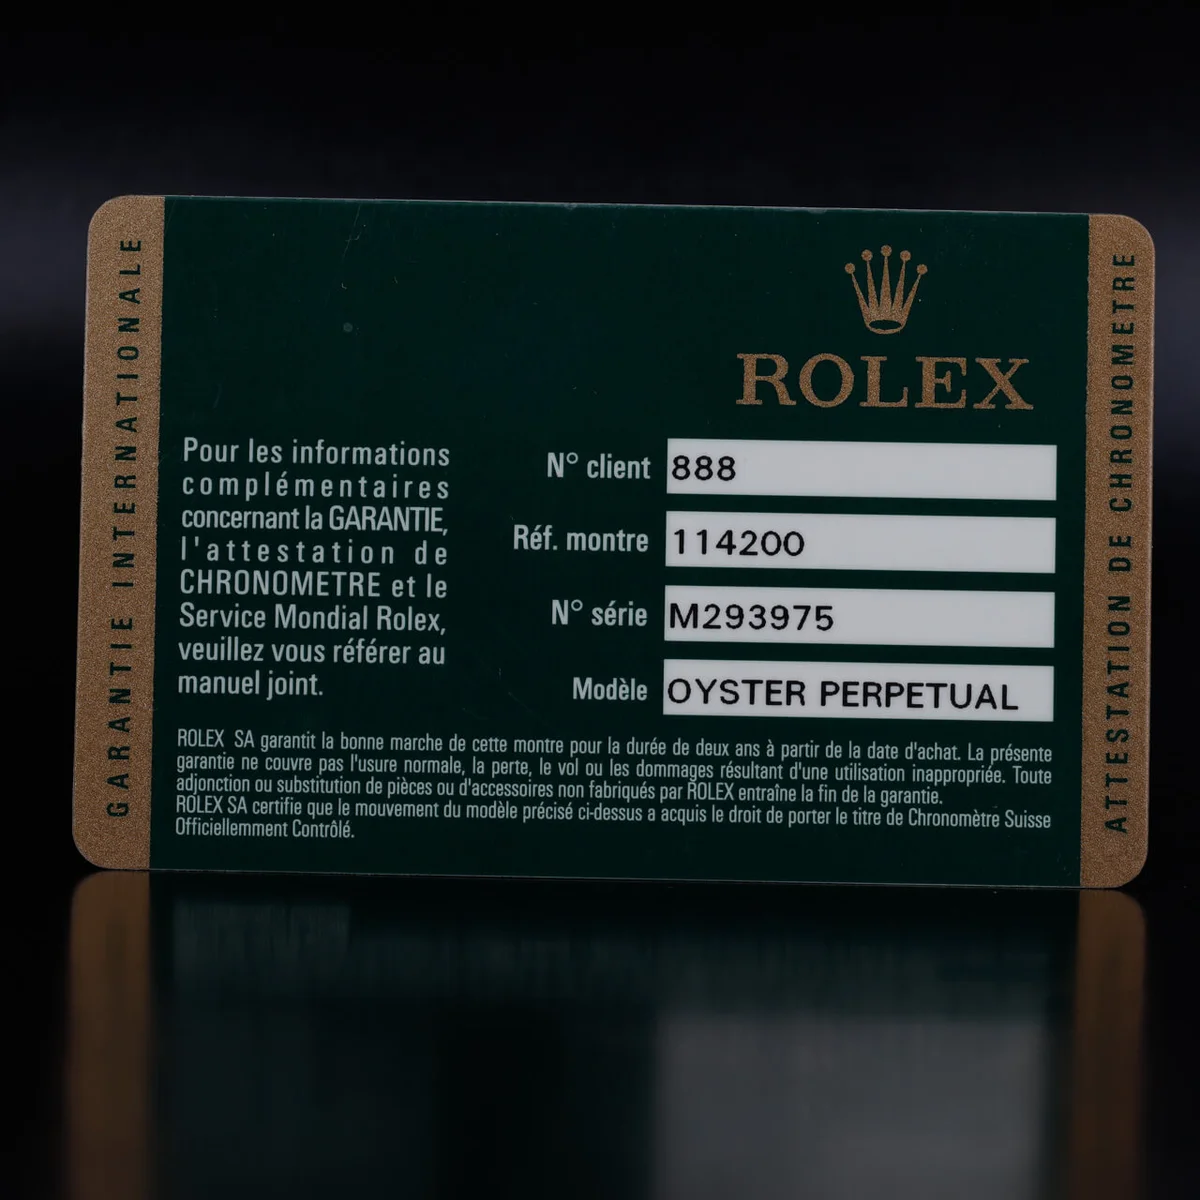 GARANTIE INTERNATIONALE
ROLEX
Pour les informations
complémentaires
concernant la GARANTIE,
l'attestation de
CHRONOMETRE et le
Service Mondial Rolex,
veuillez vous référer au
manuel joint.
N° client 888
Réf. montre 114200
N° série M293975
Modèle OYSTER PERPETUAL
ROLEX SA garantit la bonne marche de cette montre pour la durée de deux ans à partir de la date d'achat. La présente
garantie ne couvre pas l'usure normale, la perte, le vol ou les dommages résultant d'une utilisation inappropriée. Toute
adjonction ou substitution de pièces ou d'accessoires non fabriqués par ROLEX entraîne la fin de la garantie.
ROLEX SA certifie que le mouvement du modèle précisé ci-dessus a acquis le droit de porter le titre de Chronomètre Suisse
Officiellemment Contrôlé.
ATTESTATION DE CHRONOMETRE